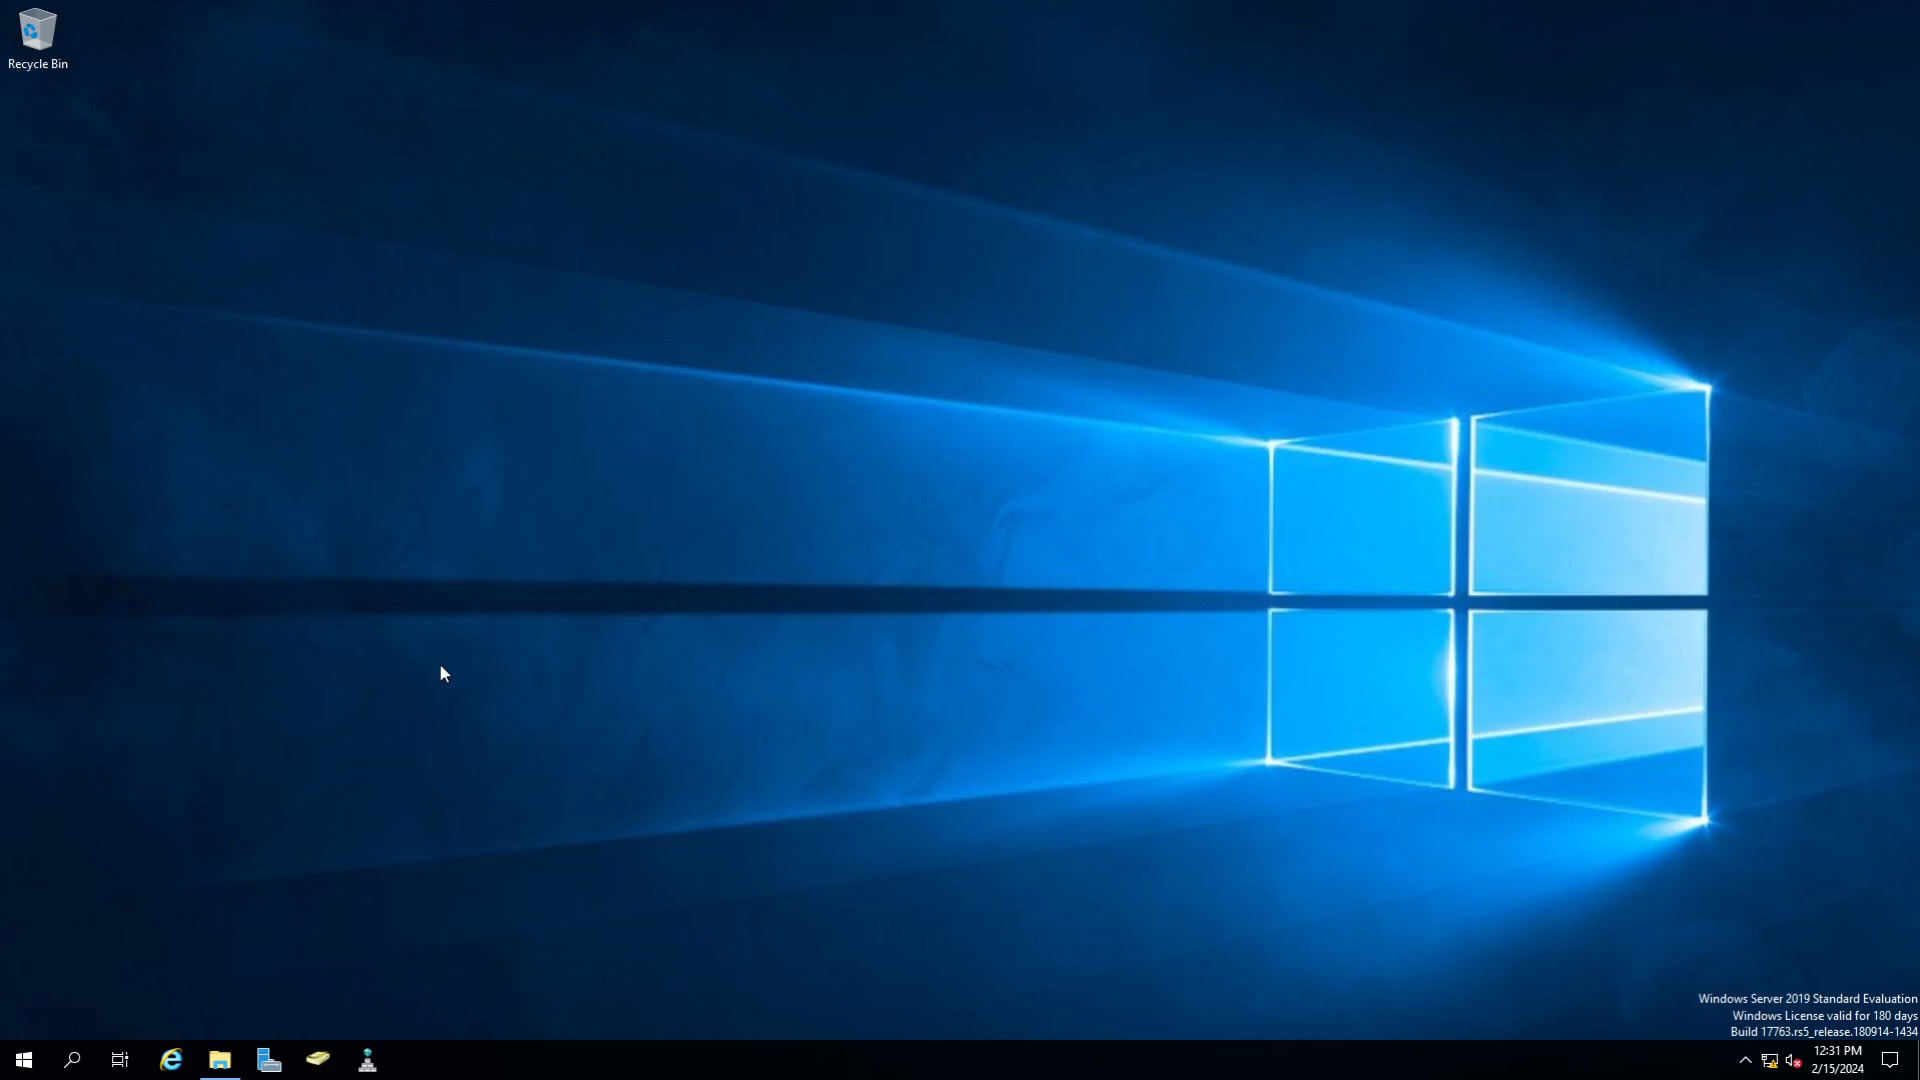 Recycle Bin
Windows Server 2019 Standard Evaluation
Windows License valid for 180 days
Build 17763.rs5_release.180914-1434
12:31 PM
2/15/2024